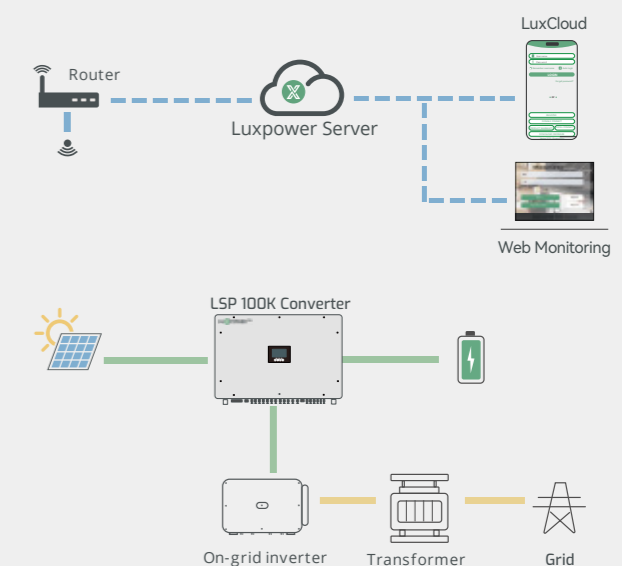 LuxCloud
Router
Luxpower Server
Web Monitoring
LSP 100K Converter
On-grid inverter
Transformer
Grid